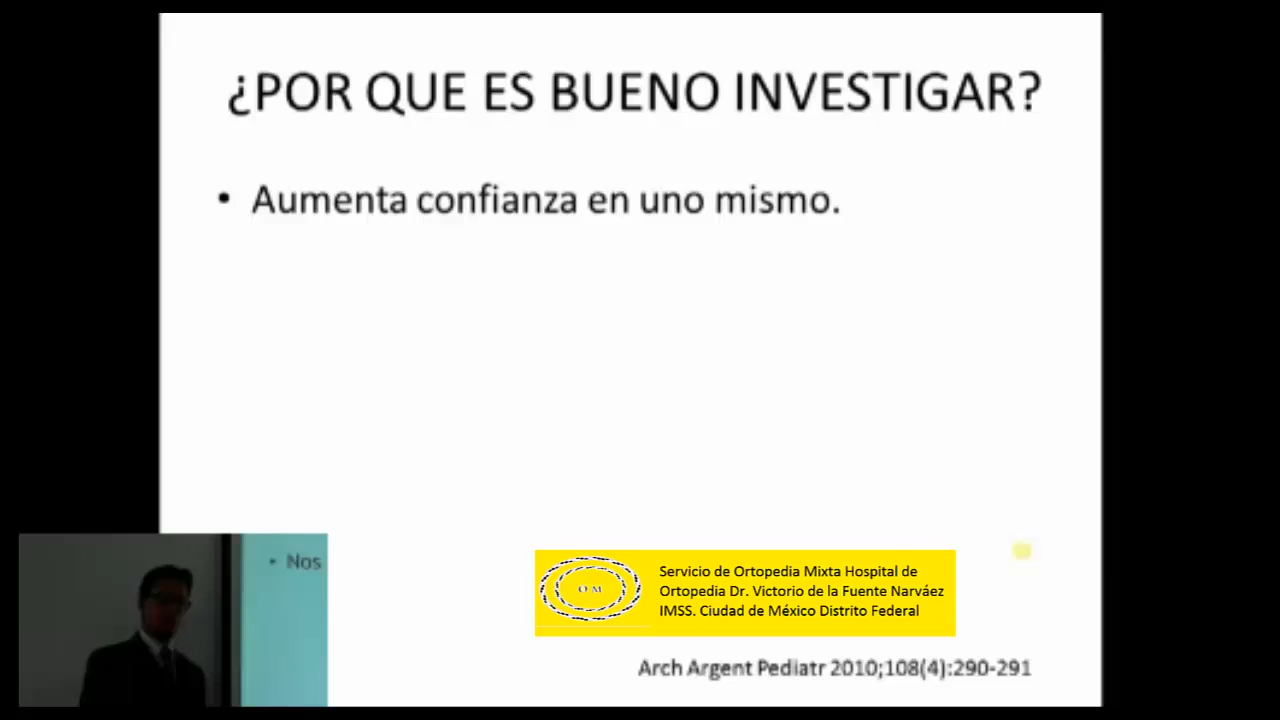 ¿POR QUE ES BUENO INVESTIGAR?
• Aumenta confianza en uno mismo.
• Nos
O M
Servicio de Ortopedia Mixta Hospital de
Ortopedia Dr. Victorio de la Fuente Narváez
IMSS. Ciudad de México Distrito Federal
Arch Argent Pediatr 2010;108(4):290-291